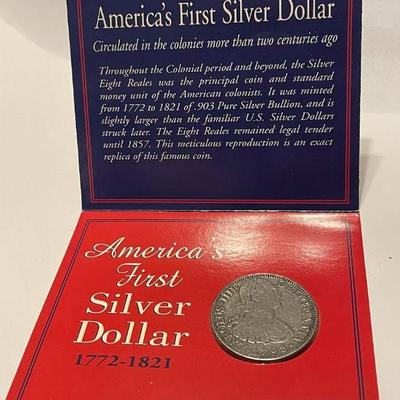 America's First Silver Dollar
Circulated in the colonies more than two centuries ago
Throughout the Colonial period and beyond, the Silver
Eight Reales was the principal coin and standard
money unit of the American colonists. It was minted
from 1772 to 1821 of .903 Pure Silver Bullion, and is
slightly larger than the familiar U.S. Silver Dollars
struck later. The Eight Reales remained legal tender
until 1857. This meticulous reproduction is an exact
replica of this famous coin.
America's
First
Silver
Dollar
1772-1821